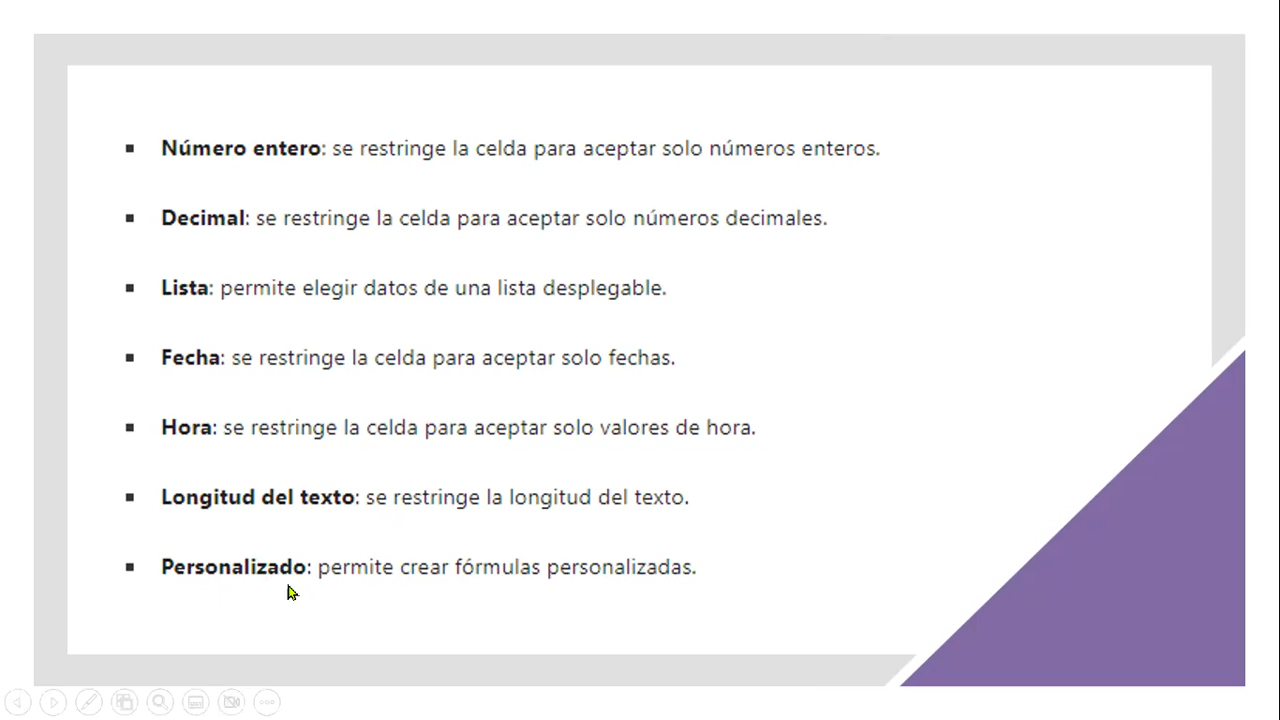 ▪ Número entero: se restringe la celda para aceptar solo números enteros.
▪ Decimal: se restringe la celda para aceptar solo números decimales.
▪ Lista: permite elegir datos de una lista desplegable.
▪ Fecha: se restringe la celda para aceptar solo fechas.
▪ Hora: se restringe la celda para aceptar solo valores de hora.
▪ Longitud del texto: se restringe la longitud del texto.
▪ Personalizado: permite crear fórmulas personalizadas.